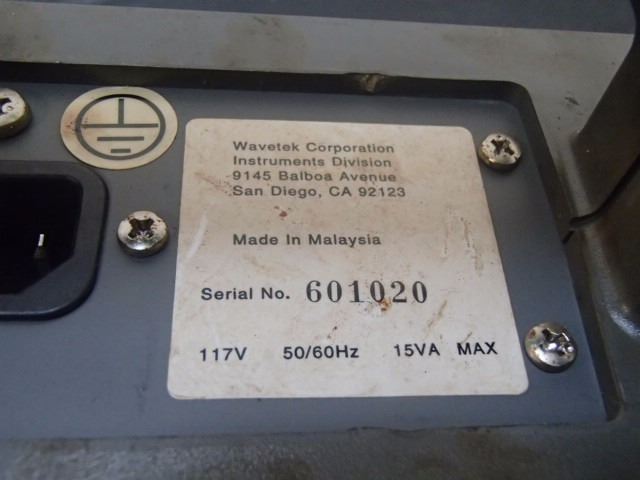 Wavetek Corporation
Instruments Division
9145 Balboa Avenue
San Diego, CA 92123
Made In Malaysia
Serial No. 601020
117V 50/60Hz 15VA MAX